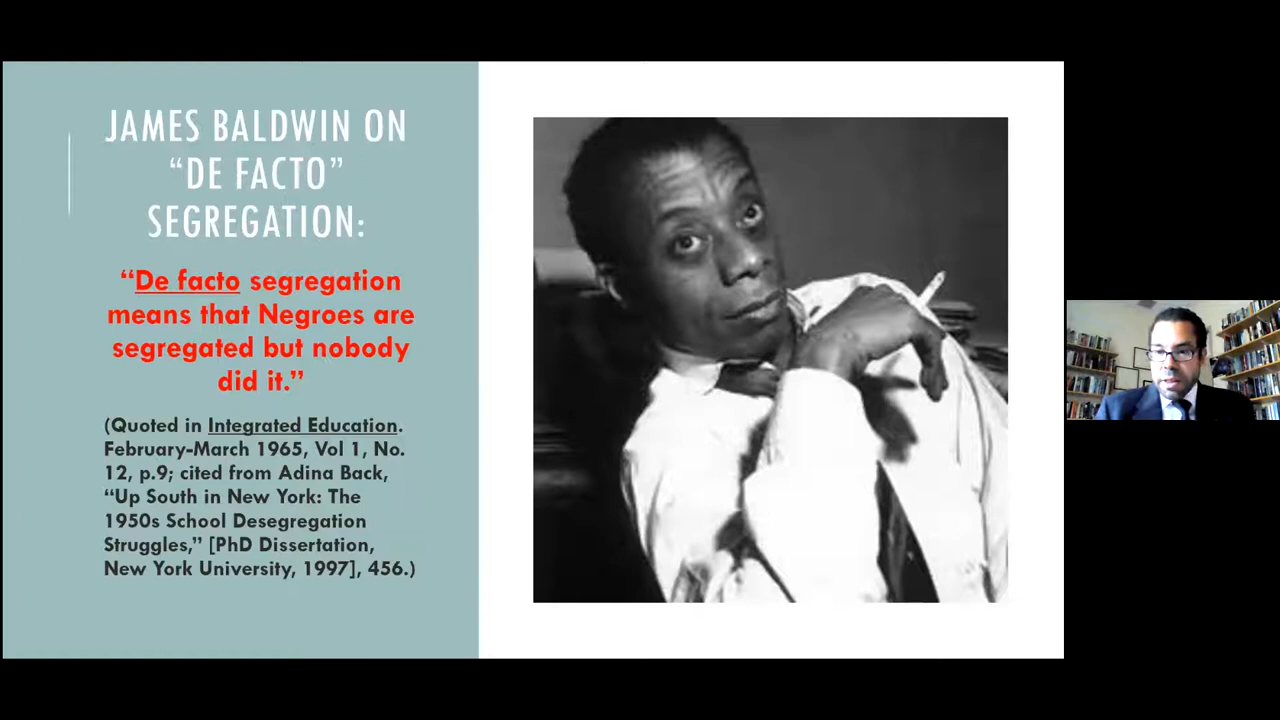 JAMES BALDWIN ON
“DE FACTO”
SEGREGATION:
“De facto segregation
means that Negroes are
segregated but nobody
did it.”
(Quoted in Integrated Education.
February-March 1965, Vol 1, No.
12, p.9; cited from Adina Back,
“Up South in New York: The
1950s School Desegregation
Struggles,” [PhD Dissertation,
New York University, 1997], 456.)